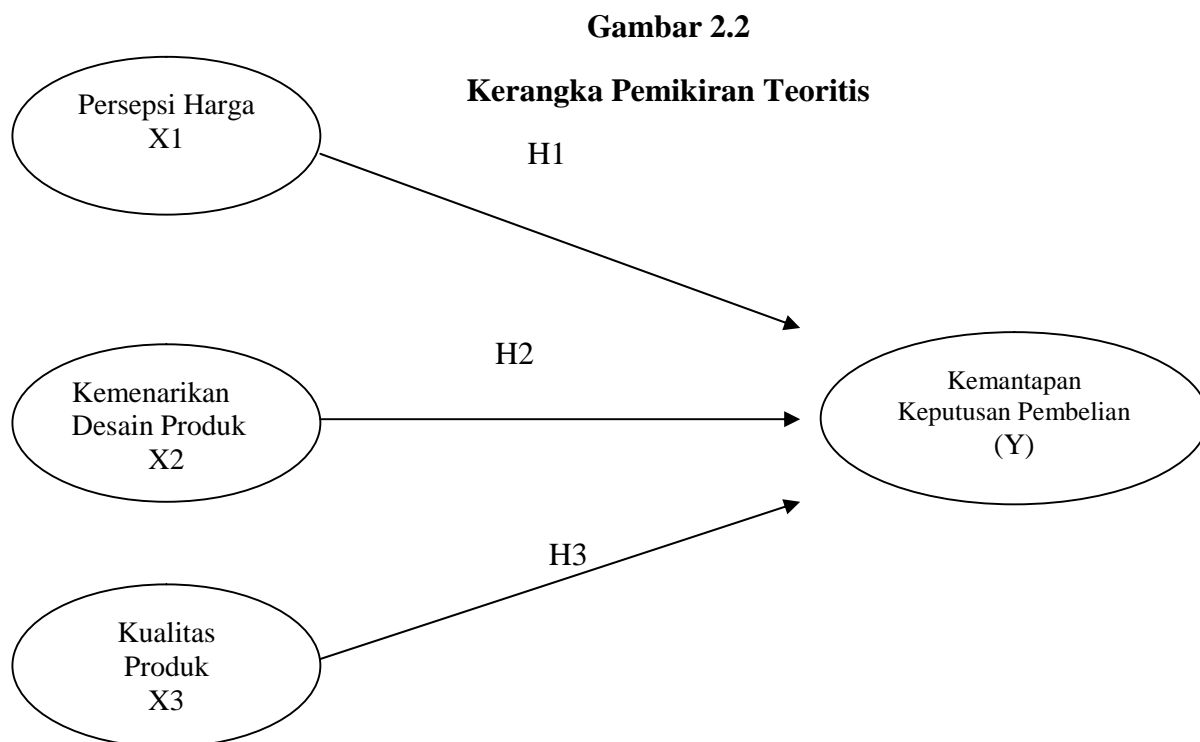 Gambar 2.2
Kerangka Pemikiran Teoritis
Persepsi Harga
X1
H1
Kemenarikan
Desain Produk
X2
H2
Kemantapan
Keputusan Pembelian
(Y)
Kualitas
Produk
X3
H3